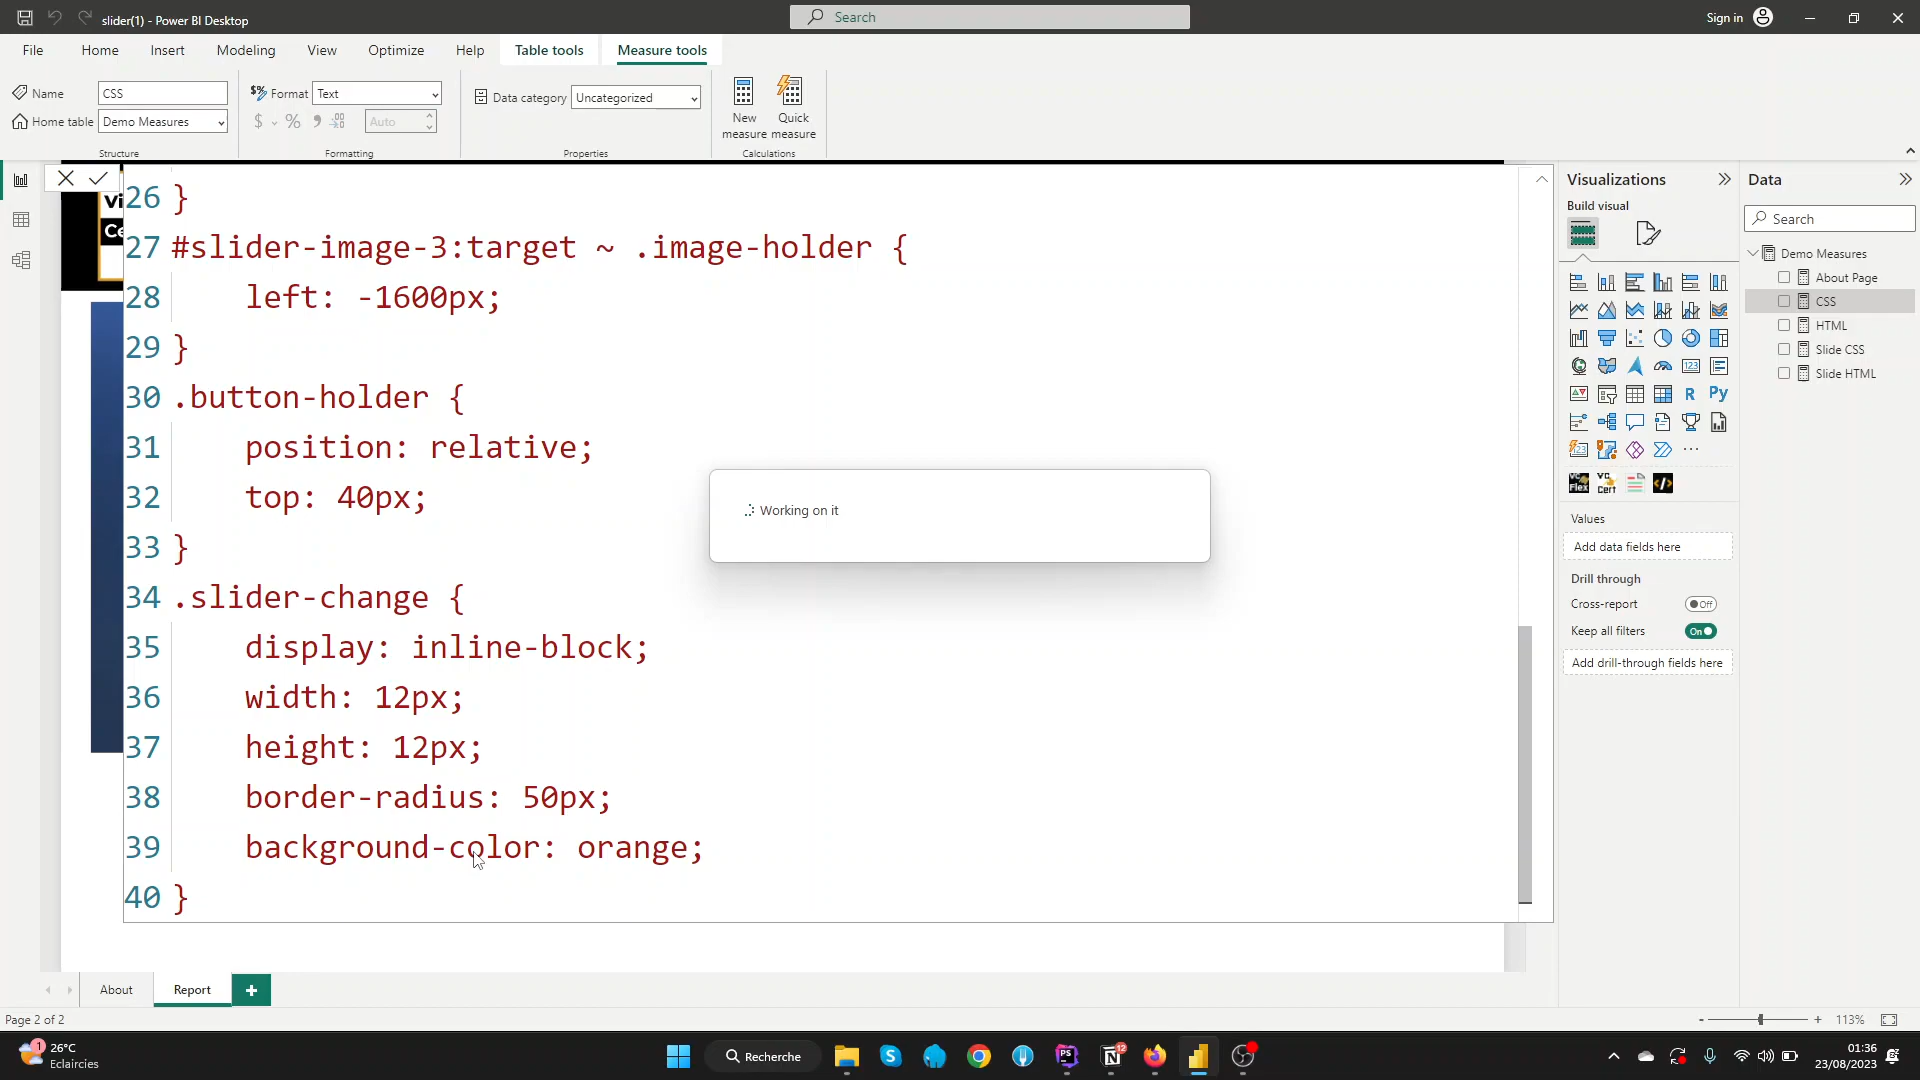 slider(1) - Power BI Desktop
Search
Sign in
File
Home
Insert
Modeling
View
Optimize
Help
Table tools
Measure tools
Name
CSS
Home table
Demo Measures
Structure
Format
Text
$
%
Auto
Formatting
Data category
Uncategorized
Properties
New
measure
Quick
measure
Calculations
26 }
27 #slider-image-3:target ~ .image-holder {
28 left: -1600px;
29 }
30 .button-holder {
31 position: relative;
32 top: 40px;
33 }
34 .slider-change {
35 display: inline-block;
36 width: 12px;
37 height: 12px;
38 border-radius: 50px;
39 background-color: orange;
40 }
Working on it
Visualizations
Build visual
R
Py
Values
Add data fields here
Drill through
Cross-report
Off
Keep all filters
On
Add drill-through fields here
Data
Search
Demo Measures
About Page
CSS
HTML
Slide CSS
Slide HTML
About
Report
Page 2 of 2
- + 113%
1
26°C
Eclaircies
Recherche
PS
12
01:36
23/08/2023